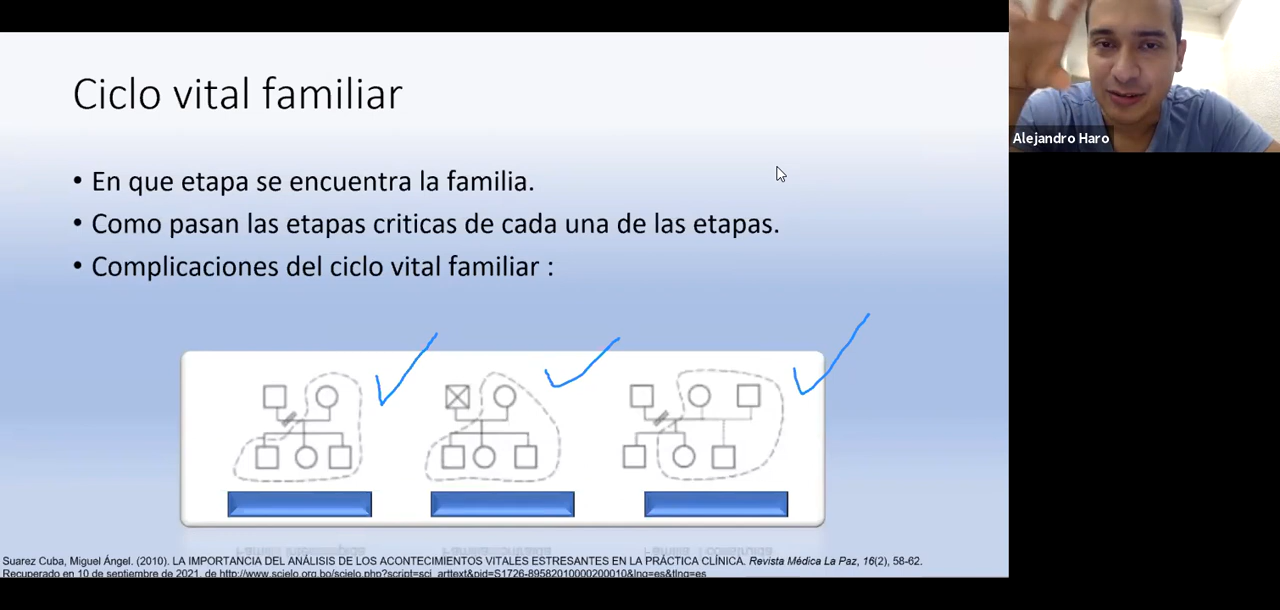 Ciclo vital familiar
Alejandro Haro
• En que etapa se encuentra la familia.
• Como pasan las etapas criticas de cada una de las etapas.
• Complicaciones del ciclo vital familiar :
Suarez Cuba, Miguel Ángel. (2010). LA IMPORTANCIA DEL ANÁLISIS DE LOS ACONTECIMIENTOS VITALES ESTRESANTES EN LA PRÁCTICA CLÍNICA. Revista Médica La Paz, 16(2), 58-62.
Recuperado en 10 de septiembre de 2021, de http://www.scielo.org.bo/scielo.php?script=sci_arttext&pid=S1726-89582010000200010&lng=es&tlng=es